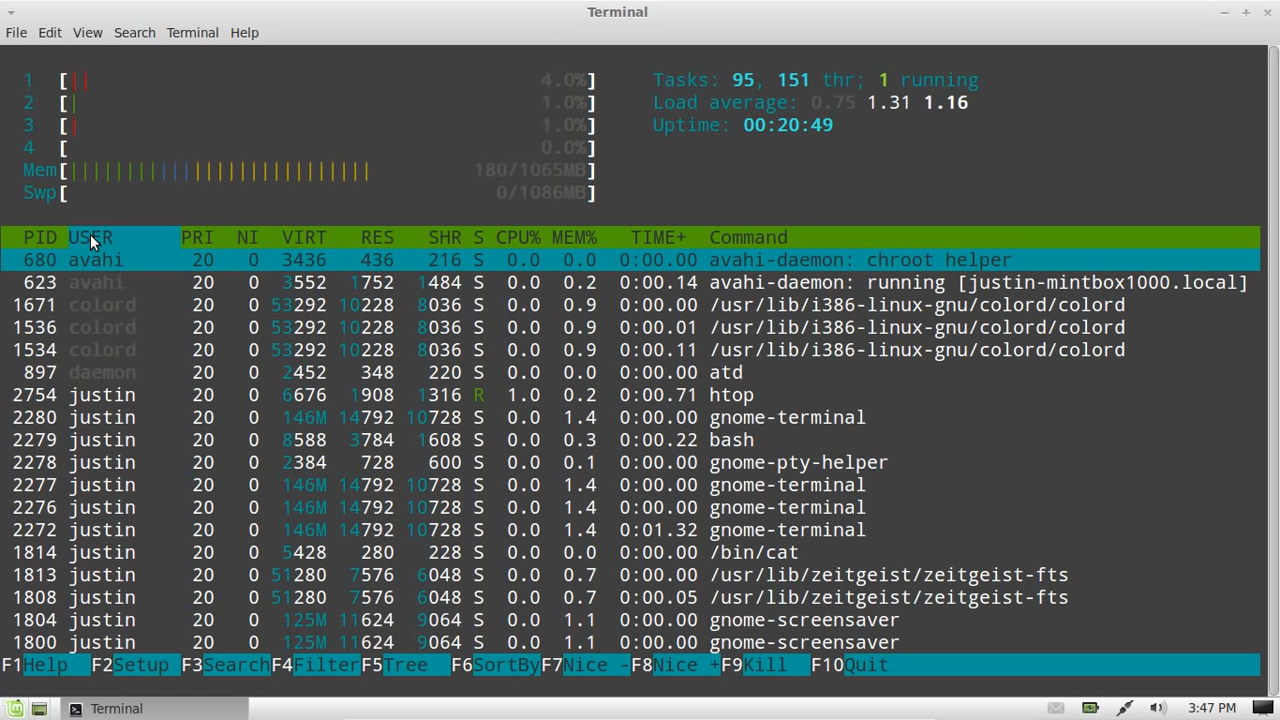 Terminal
File Edit View Search Terminal Help
1 [|| 4.0%] Tasks: 95, 151 thr; 1 running
2 [| 1.0%] Load average: 0.75 1.31 1.16
3 [| 1.0%] Uptime: 00:20:49
4 [ 0.0%]
Mem[||||||||||||||||||||||||||| 180/1065MB]
Swp[ 0/1086MB]
PID USER PRI NI VIRT RES SHR S CPU% MEM% TIME+ Command
680 avahi 20 0 3436 436 216 S 0.0 0.0 0:00.00 avahi-daemon: chroot helper
623 avahi 20 0 3552 1752 1484 S 0.0 0.2 0:00.14 avahi-daemon: running [justin-mintbox1000.local]
1671 colord 20 0 53292 10228 8036 S 0.0 0.9 0:00.00 /usr/lib/i386-linux-gnu/colord/colord
1536 colord 20 0 53292 10228 8036 S 0.0 0.9 0:00.01 /usr/lib/i386-linux-gnu/colord/colord
1534 colord 20 0 53292 10228 8036 S 0.0 0.9 0:00.11 /usr/lib/i386-linux-gnu/colord/colord
897 daemon 20 0 2452 348 220 S 0.0 0.0 0:00.00 atd
2754 justin 20 0 6676 1908 1316 R 1.0 0.2 0:00.71 htop
2280 justin 20 0 146M 14792 10728 S 0.0 1.4 0:00.00 gnome-terminal
2279 justin 20 0 8588 3784 1608 S 0.0 0.3 0:00.22 bash
2278 justin 20 0 2384 728 600 S 0.0 0.1 0:00.00 gnome-pty-helper
2277 justin 20 0 146M 14792 10728 S 0.0 1.4 0:00.00 gnome-terminal
2276 justin 20 0 146M 14792 10728 S 0.0 1.4 0:00.00 gnome-terminal
2272 justin 20 0 146M 14792 10728 S 0.0 1.4 0:01.32 gnome-terminal
1814 justin 20 0 5428 280 228 S 0.0 0.0 0:00.00 /bin/cat
1813 justin 20 0 51280 7576 6048 S 0.0 0.7 0:00.00 /usr/lib/zeitgeist/zeitgeist-fts
1808 justin 20 0 51280 7576 6048 S 0.0 0.7 0:00.05 /usr/lib/zeitgeist/zeitgeist-fts
1804 justin 20 0 125M 11624 9064 S 0.0 1.1 0:00.00 gnome-screensaver
1800 justin 20 0 125M 11624 9064 S 0.0 1.1 0:00.00 gnome-screensaver
F1Help F2Setup F3SearchF4FilterF5Tree F6SortByF7Nice -F8Nice +F9Kill F10Quit
Terminal 3:47 PM